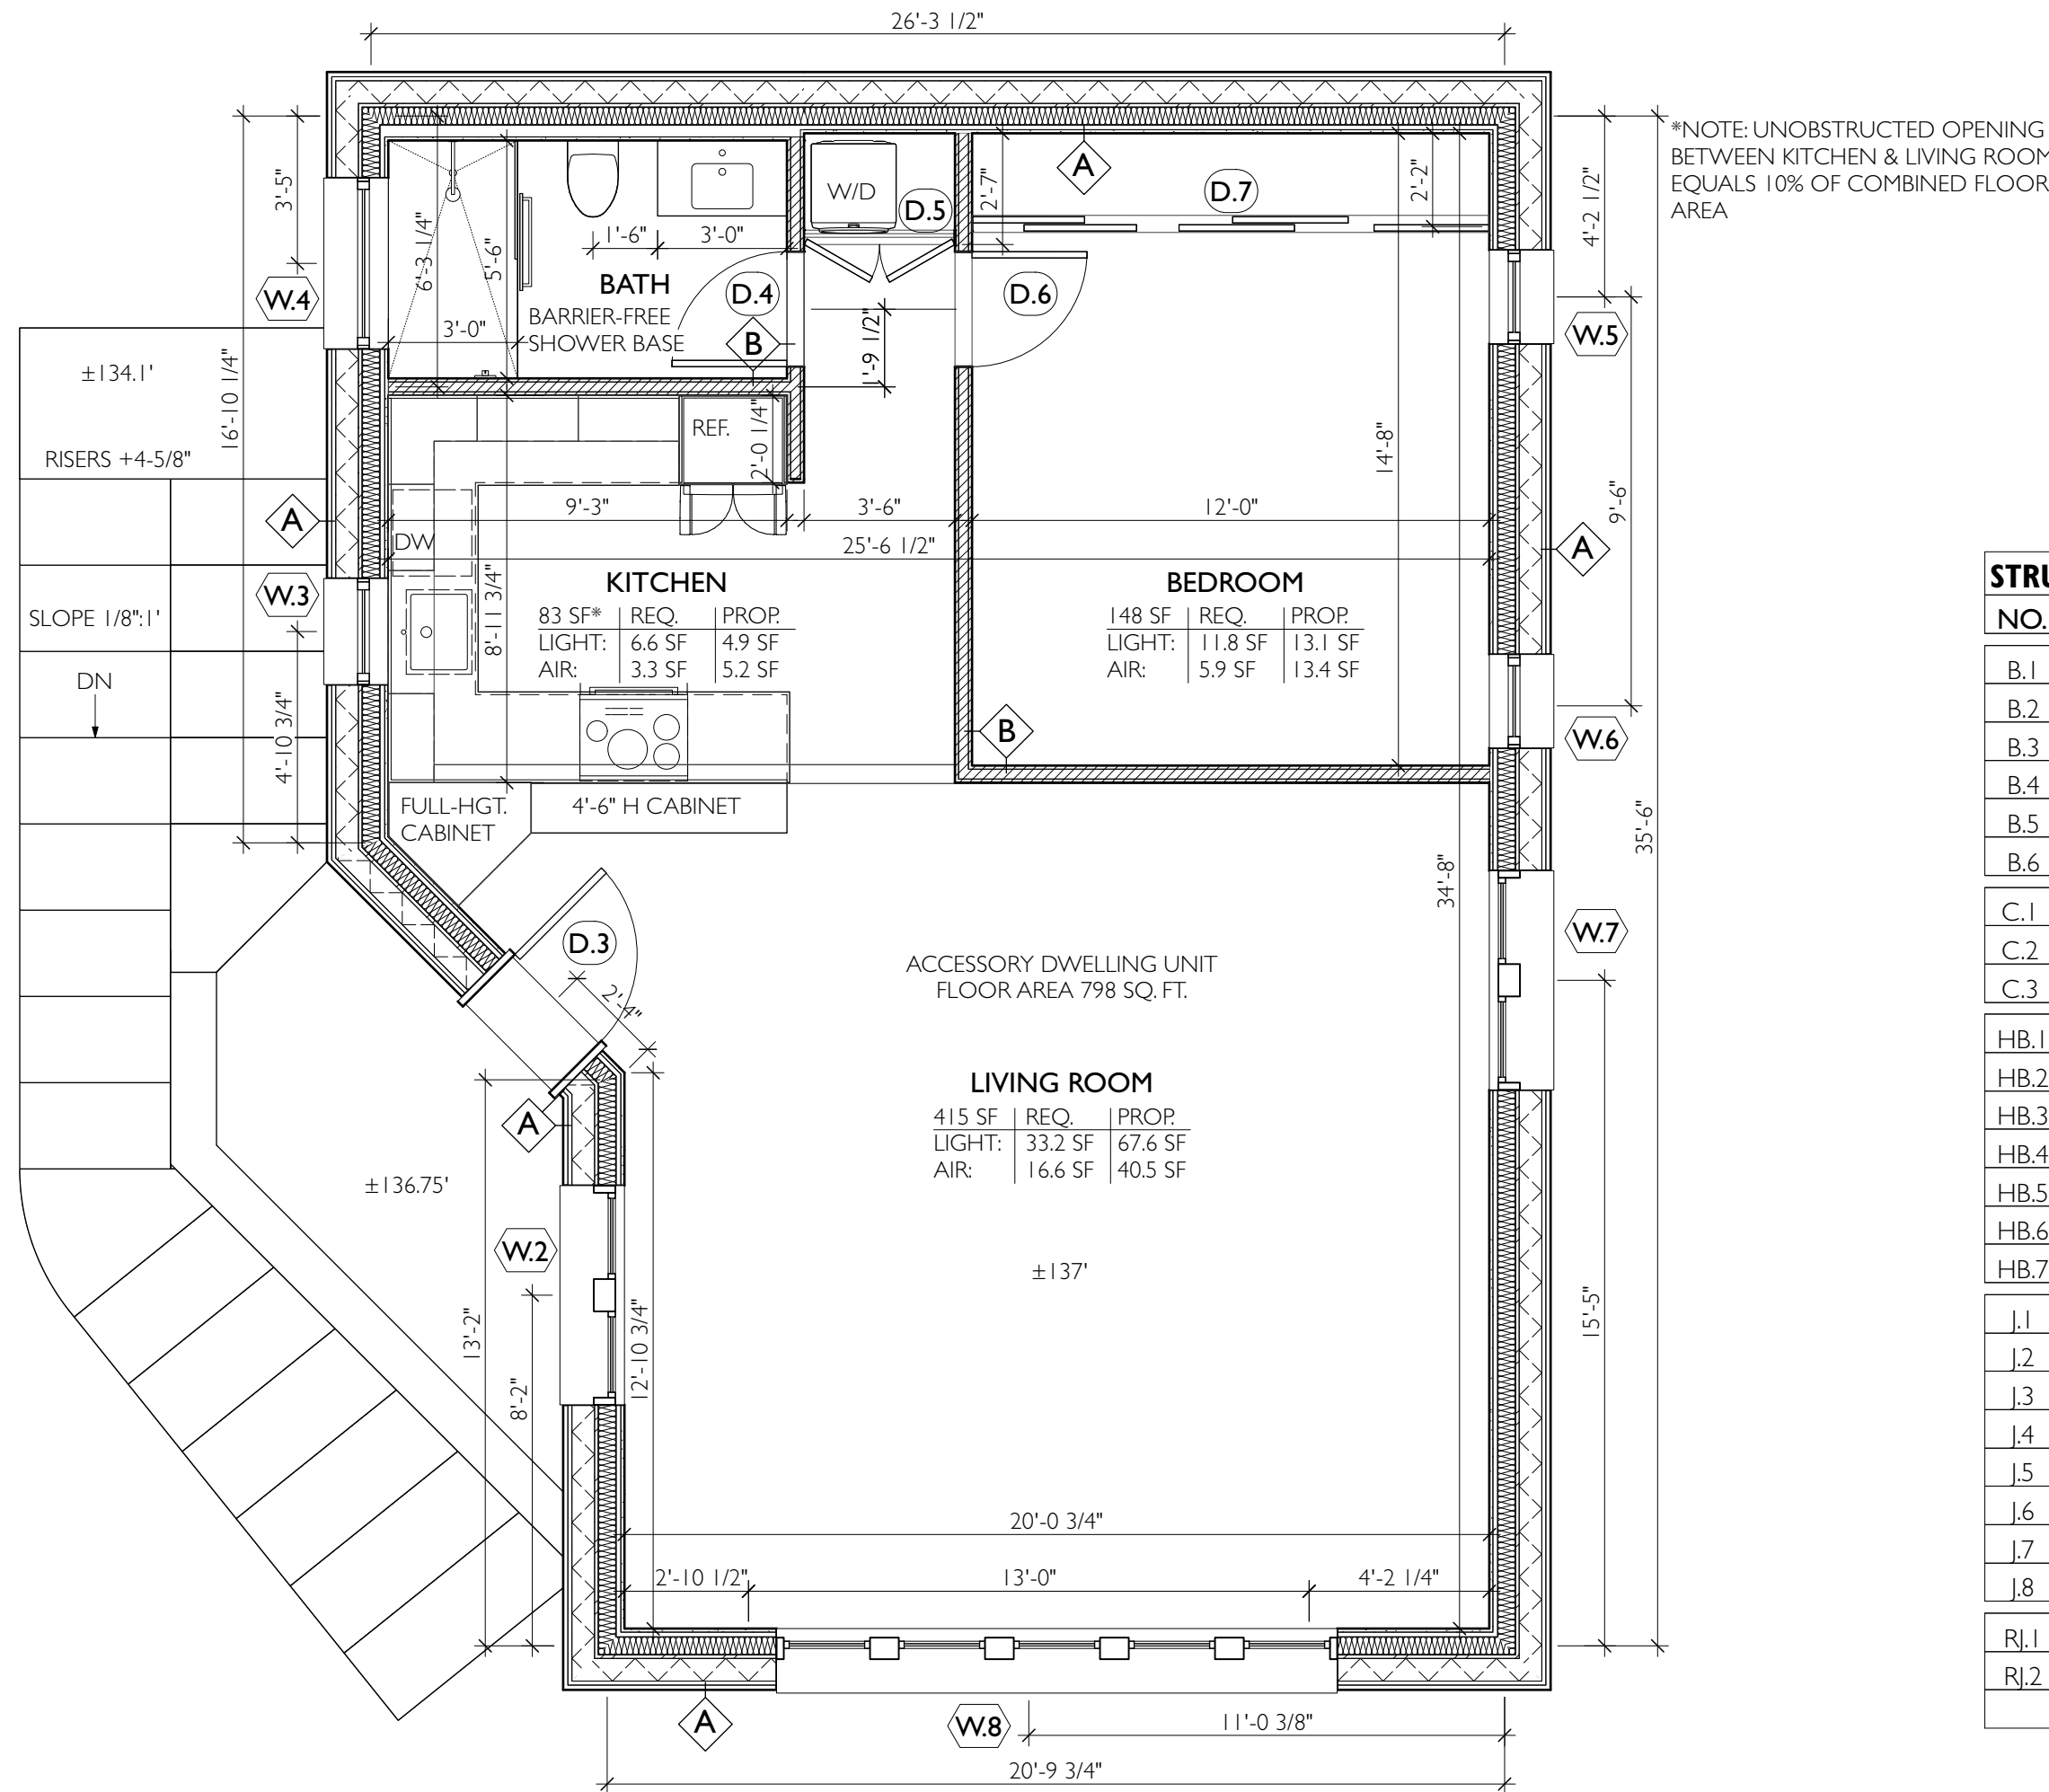 26'-3 1/2"
*NOTE: UNOBSTRUCTED OPENING
BETWEEN KITCHEN & LIVING ROOM
EQUALS 10% OF COMBINED FLOOR
AREA
3'-5"
6'-3 1/4"
5'-6"
1'-6"
3'-0"
W/D
D.5
2'-7"
A
D.7
2'-2"
4'-2 1/2"
W.4
BATH
BARRIER-FREE
SHOWER BASE
3'-0"
D.4
B
1'-9 1/2"
D.6
W.5
±134.1'
RISERS +4-5/8"
16'-10 1/4"
REF.
2'-0 1/4"
14'-8"
9'-6"
A
9'-3"
3'-6"
12'-0"
DW
25'-6 1/2"
A
W.3
SLOPE 1/8":1'
DN
4'-10 3/4"
8'-11 3/4"
KITCHEN
83 SF* REQ. PROP.
LIGHT: 6.6 SF 4.9 SF
AIR: 3.3 SF 5.2 SF
BEDROOM
148 SF REQ. PROP.
LIGHT: 11.8 SF 13.1 SF
AIR: 5.9 SF 13.4 SF
B
W.6
FULL-HGT.
CABINET
4'-6" H CABINET
35'-6"
34'-8"
D.3
2'-4"
W.7
ACCESSORY DWELLING UNIT
FLOOR AREA 798 SQ. FT.
LIVING ROOM
415 SF REQ. PROP.
LIGHT: 33.2 SF 67.6 SF
AIR: 16.6 SF 40.5 SF
A
±136.75'
W.2
±137'
13'-2"
8'-2"
12'-10 3/4"
15'-5"
20'-0 3/4"
2'-10 1/2"
13'-0"
4'-2 1/4"
A
W.8
11'-0 3/8"
20'-9 3/4"
STRU
NO.
B.1
B.2
B.3
B.4
B.5
B.6
C.1
C.2
C.3
HB.1
HB.2
HB.3
HB.4
HB.5
HB.6
HB.7
J.1
J.2
J.3
J.4
J.5
J.6
J.7
J.8
RJ.1
RJ.2